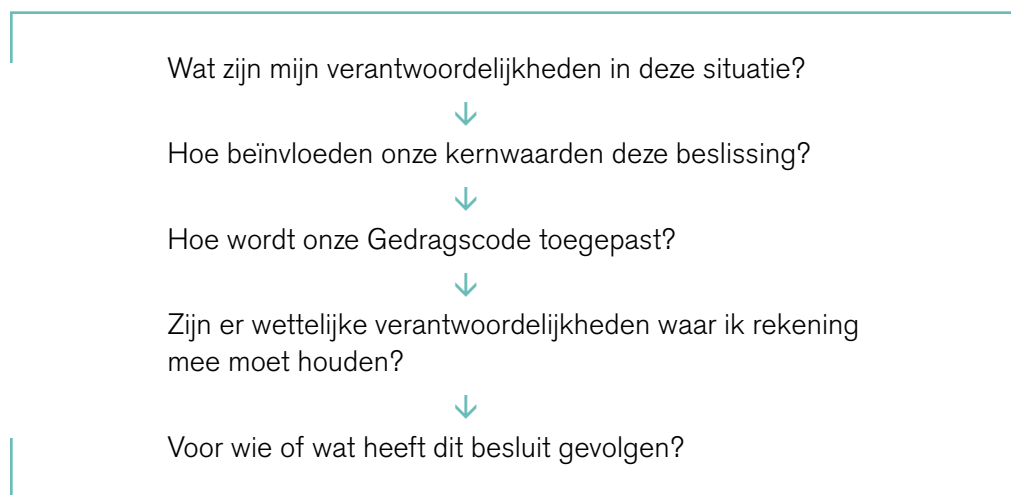 Wat zijn mijn verantwoordelijkheden in deze situatie?
Hoe beïnvloeden onze kernwaarden deze beslissing?
Hoe wordt onze Gedragscode toegepast?
Zijn er wettelijke verantwoordelijkheden waar ik rekening
mee moet houden?
Voor wie of wat heeft dit besluit gevolgen?